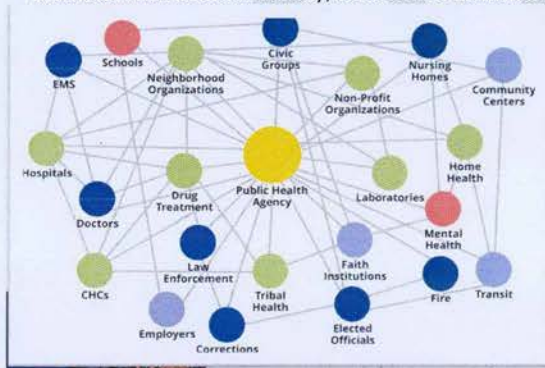 Schools
EMS
Neighborhood
Organizations
Civic
Groups
Nursing
Homes
Non-Profit
Organizations
Community
Centers
Hospitals
Doctors
Drug
Treatment
Public Health
Agency
Laboratories
Home
Health
Mental
Health
CHCs
Law
Enforcement
Tribal
Health
Faith
Institutions
Fire
Transit
Employers
Corrections
Elected
Officials